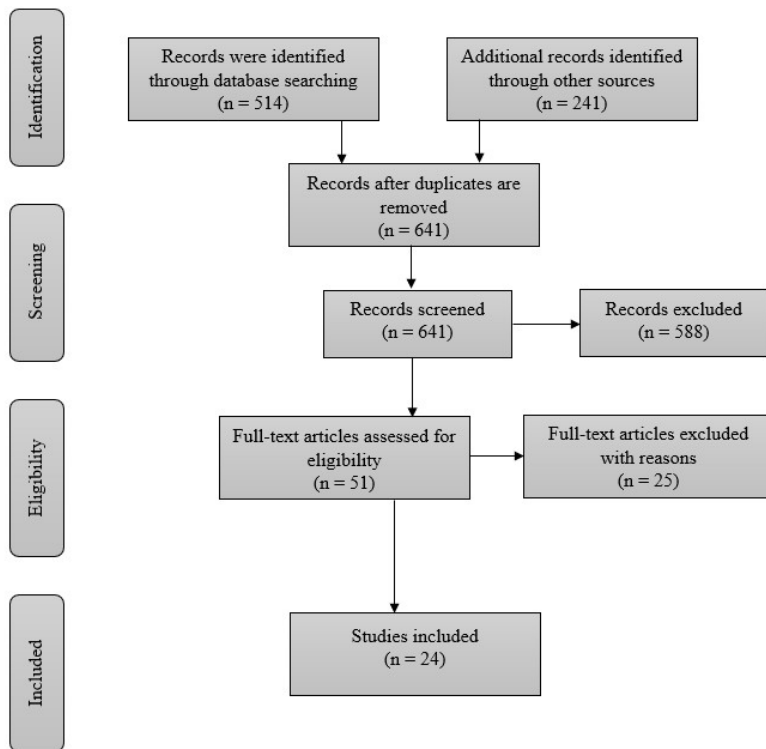 Identification
Records were identified
through database searching
(n = 514)
Additional records identified
through other sources
(n = 241)
Records after duplicates are
removed
(n = 641)
Screening
Records screened
(n = 641)
Records excluded
(n = 588)
Eligibility
Full-text articles assessed for
eligibility
(n = 51)
Full-text articles excluded
with reasons
(n = 25)
Included
Studies included
(n = 24)